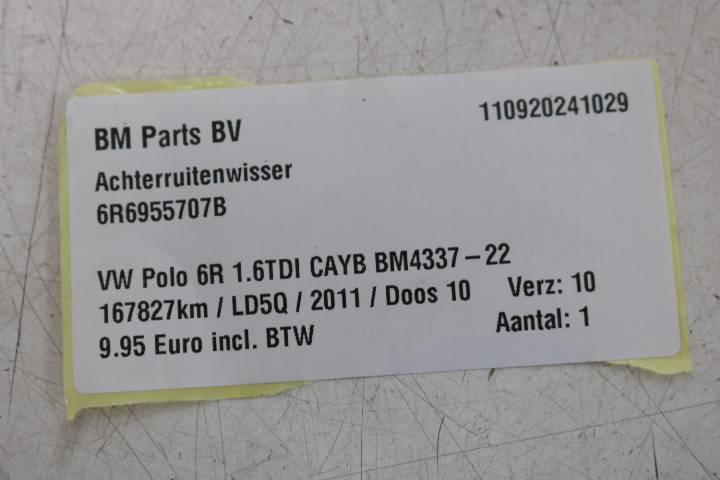 BM Parts BV 110920241029
Achterruitenwisser
6R6955707B
VW Polo 6R 1.6TDI CAYB BM4337-22
167827km / LD5Q / 2011 / Doos 10 Verz: 10
9.95 Euro incl. BTW Aantal: 1